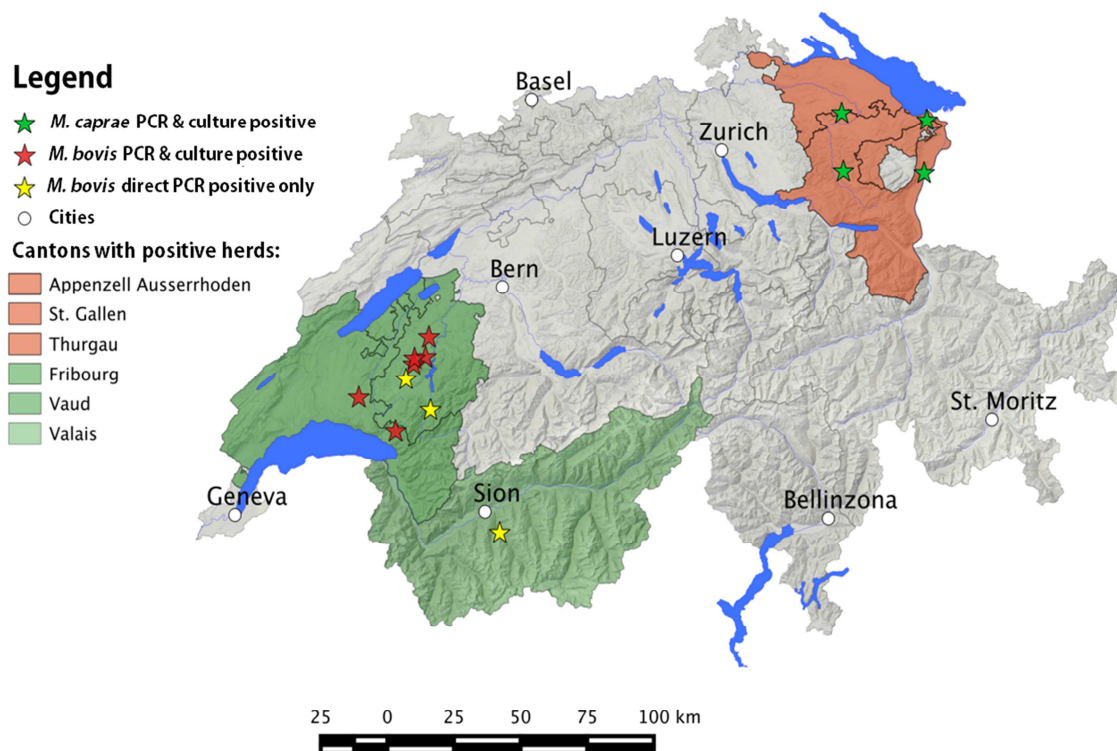 Legend
M. caprae PCR & culture positive
M. bovis PCR & culture positive
M. bovis direct PCR positive only
Cities
Cantons with positive herds:
Appenzell Ausserrhoden
St. Gallen
Thurgau
Fribourg
Vaud
Valais
Basel
Zurich
Luzern
Bern
St. Moritz
Geneva
Sion
Bellinzona
25 0 25 50 75 100 km